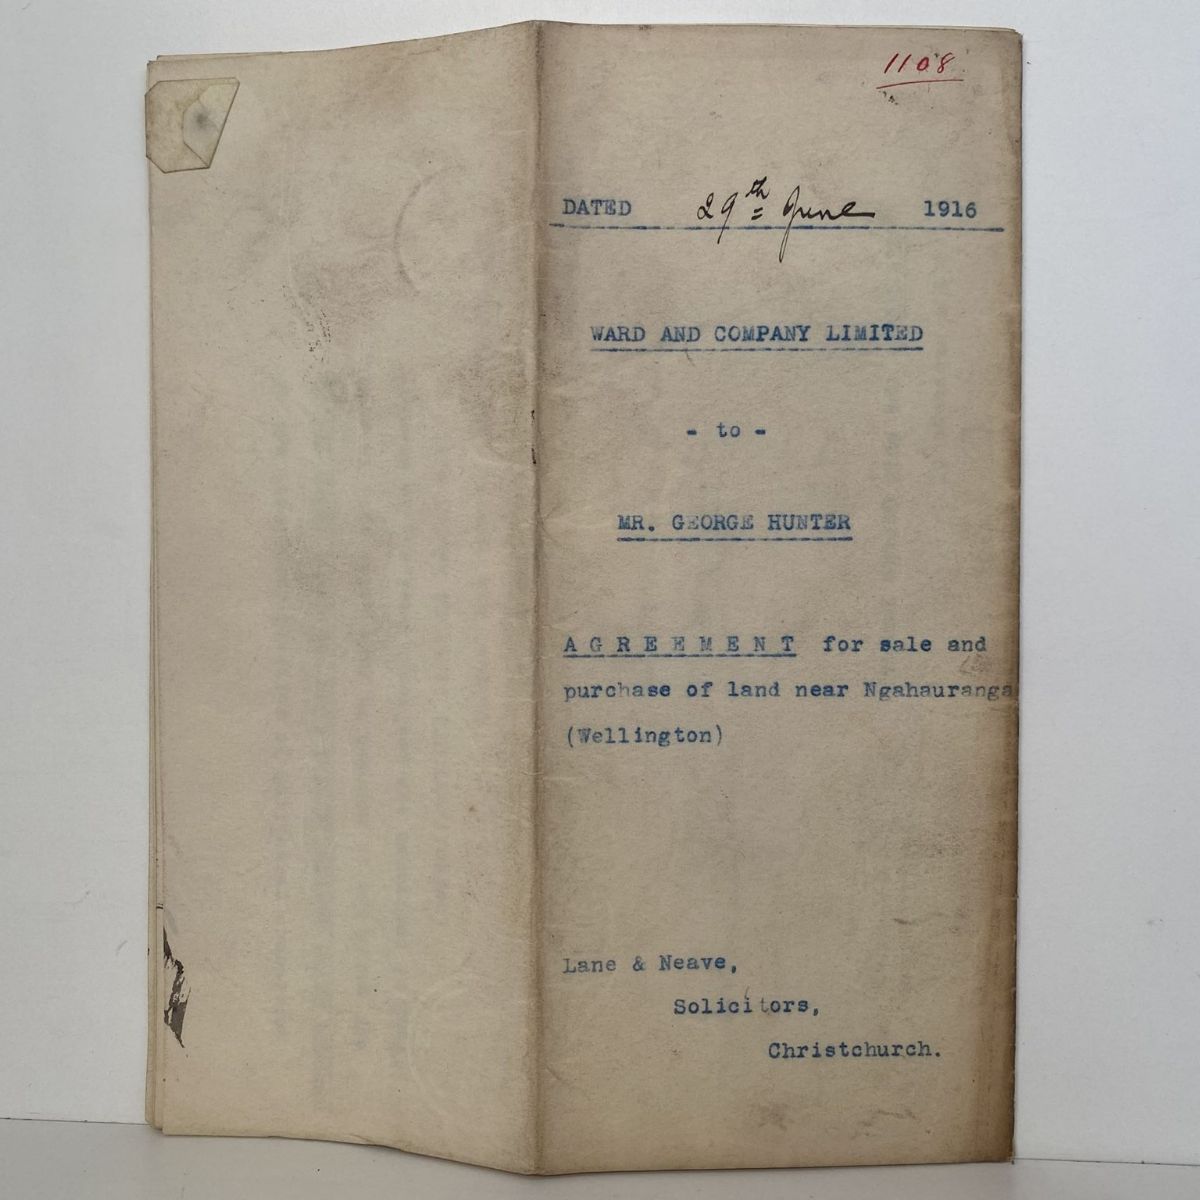 1108
DATED 29th June 1916
WARD AND COMPANY LIMITED
- to -
MR. GEORGE HUNTER
A G R E E M E N T for sale and
purchase of land near Ngahauranga
(Wellington)
Lane & Neave,
Solicitors,
Christchurch.